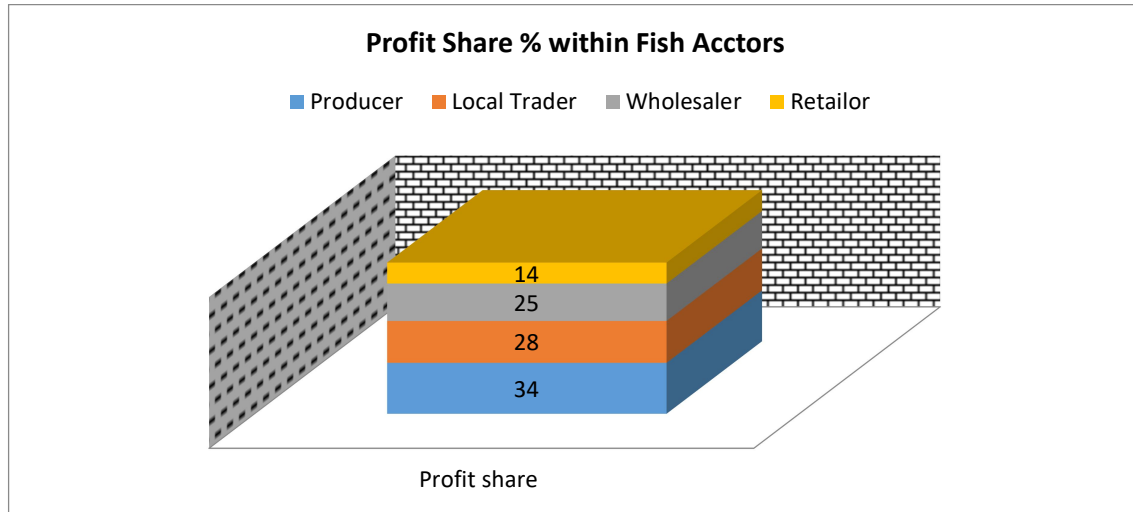 Profit Share % within Fish Acctors
Producer Local Trader Wholesaler Retailor
14
25
28
34
Profit share